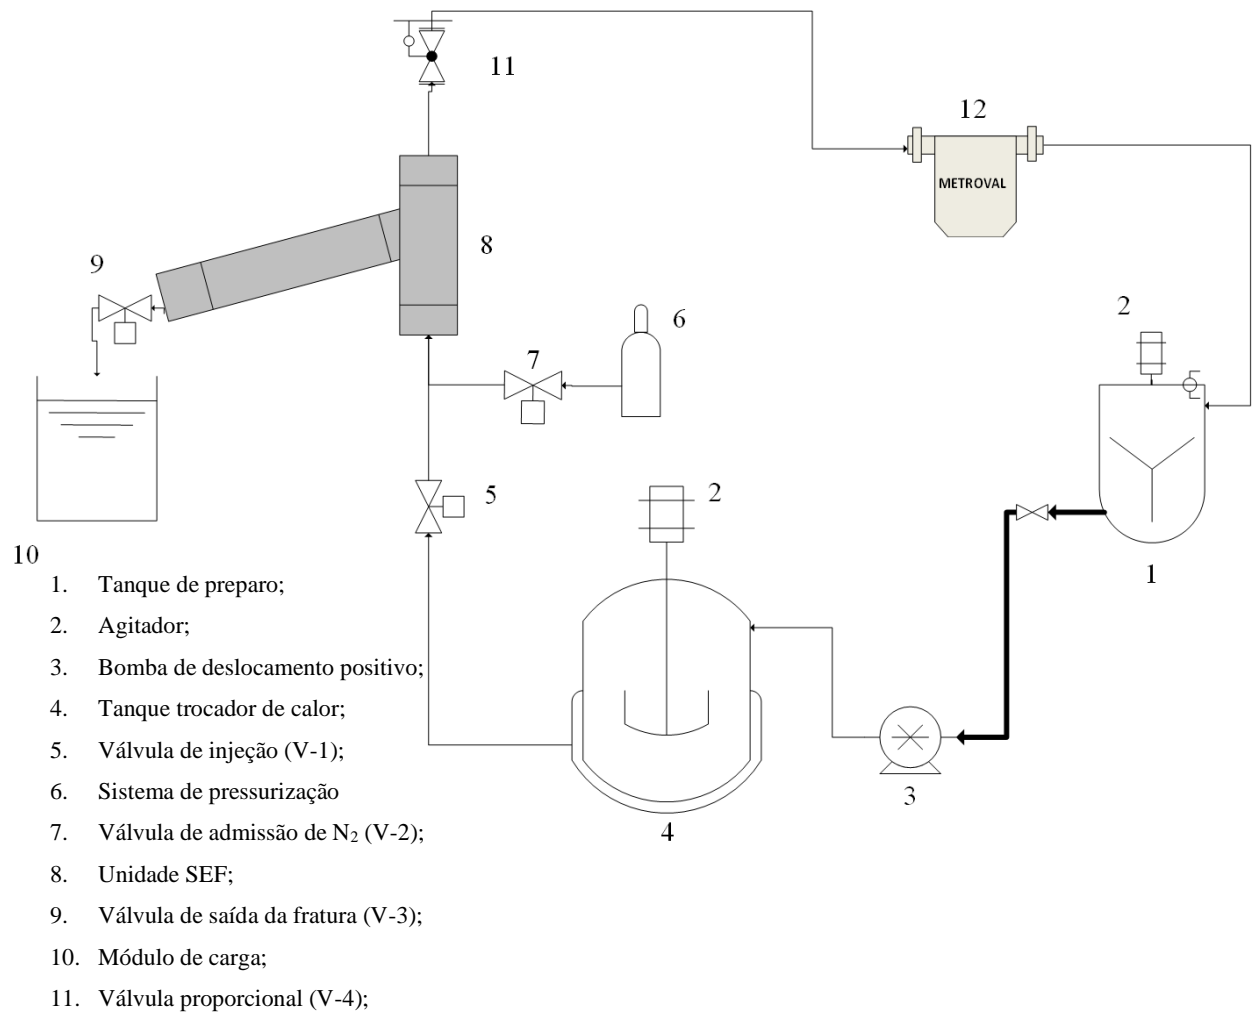 11
12
METROVAL
9
8
6
2
7
5
2
10
1
1. Tanque de preparo;
2. Agitador;
3. Bomba de deslocamento positivo;
4. Tanque trocador de calor;
5. Válvula de injeção (V-1);
6. Sistema de pressurização
7. Válvula de admissão de N₂ (V-2);
8. Unidade SEF;
9. Válvula de saída da fratura (V-3);
10. Módulo de carga;
11. Válvula proporcional (V-4);
3
4